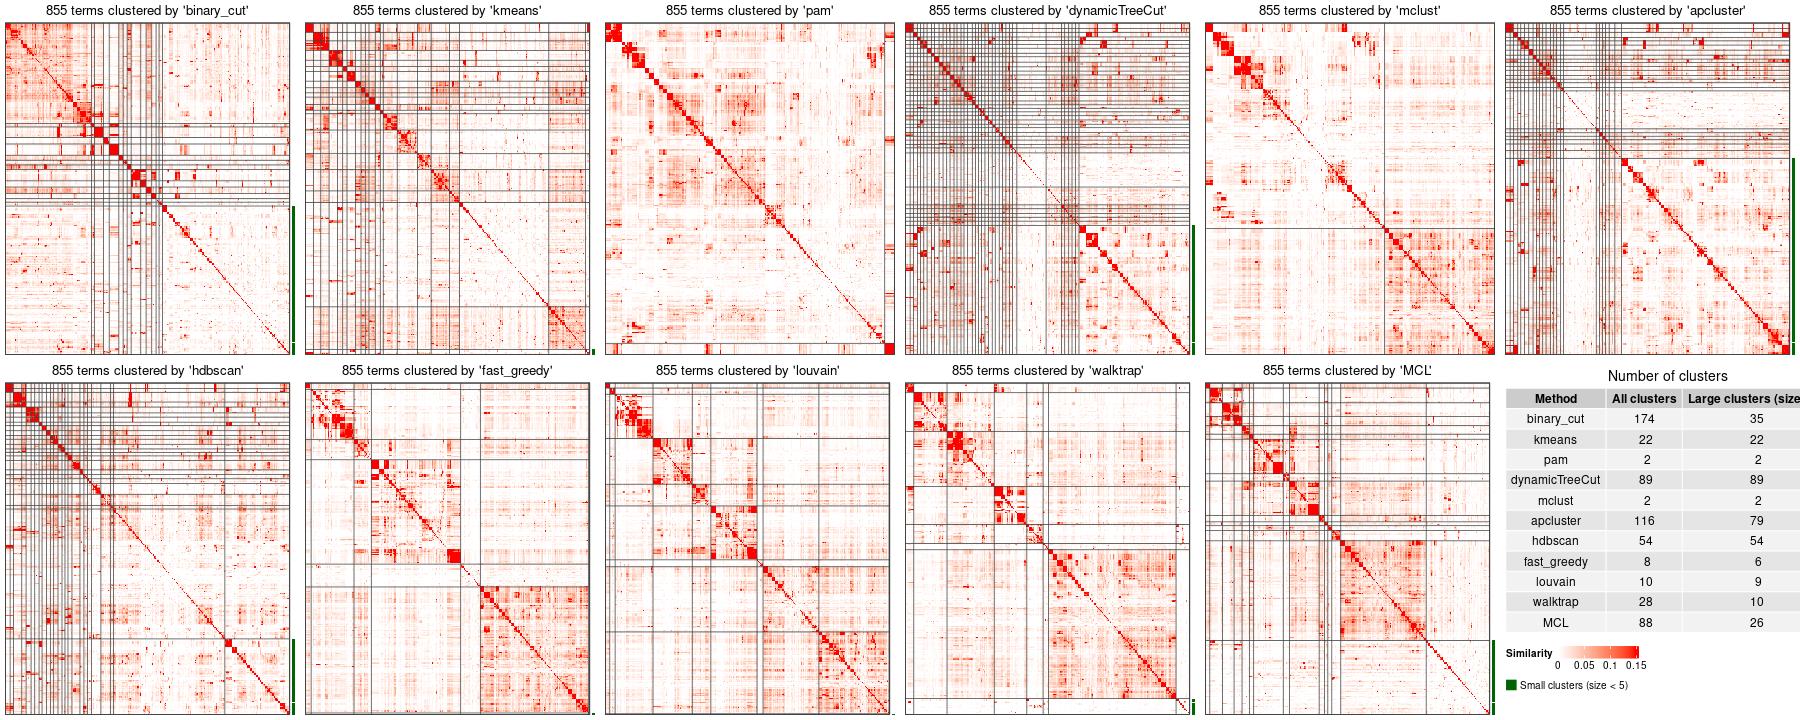 855 terms clustered by 'binary_cut'
855 terms clustered by 'kmeans'
855 terms clustered by 'pam'
855 terms clustered by 'dynamicTreeCut'
855 terms clustered by 'mclust'
855 terms clustered by 'apcluster'
855 terms clustered by 'hdbscan'
855 terms clustered by 'fast_greedy'
855 terms clustered by 'louvain'
855 terms clustered by 'walktrap'
855 terms clustered by 'MCL'
Number of clusters
Method All clusters Large clusters (size
binary_cut 174 35
kmeans 22 22
pam 2 2
dynamicTreeCut 89 89
mclust 2 2
apcluster 116 79
hdbscan 54 54
fast_greedy 8 6
louvain 10 9
walktrap 28 10
MCL 88 26
Similarity
0 0.05 0.1 0.15
Small clusters (size < 5)